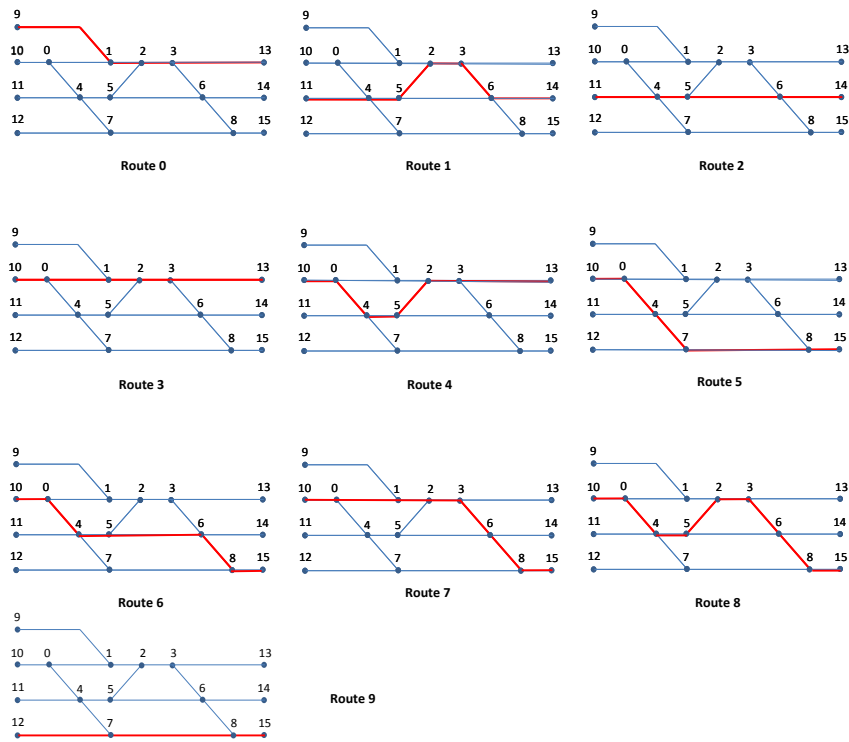 9 9 9
10 0 1 2 3 13 10 0 1 2 3 13 10 0 1 2 3 13
11 4 5 6 14 11 4 5 6 14 11 4 5 6 14
12 7 8 15 12 7 8 15 12 7 8 15
Route 0 Route 1 Route 2
9 9 9
10 0 1 2 3 13 10 0 1 2 3 13 10 0 1 2 3 13
11 4 5 6 14 11 4 5 6 14 11 4 5 6 14
12 7 8 15 12 7 8 15 12 7 8 15
Route 3 Route 4 Route 5
9 9 9
10 0 1 2 3 13 10 0 1 2 3 13 10 0 1 2 3 13
11 4 5 6 14 11 4 5 6 14 11 4 5 6 14
12 7 8 15 12 7 8 15 12 7 8 15
Route 6 Route 7 Route 8
9
10 0 1 2 3 13
11 4 5 6 14
Route 9
12 7 8 15